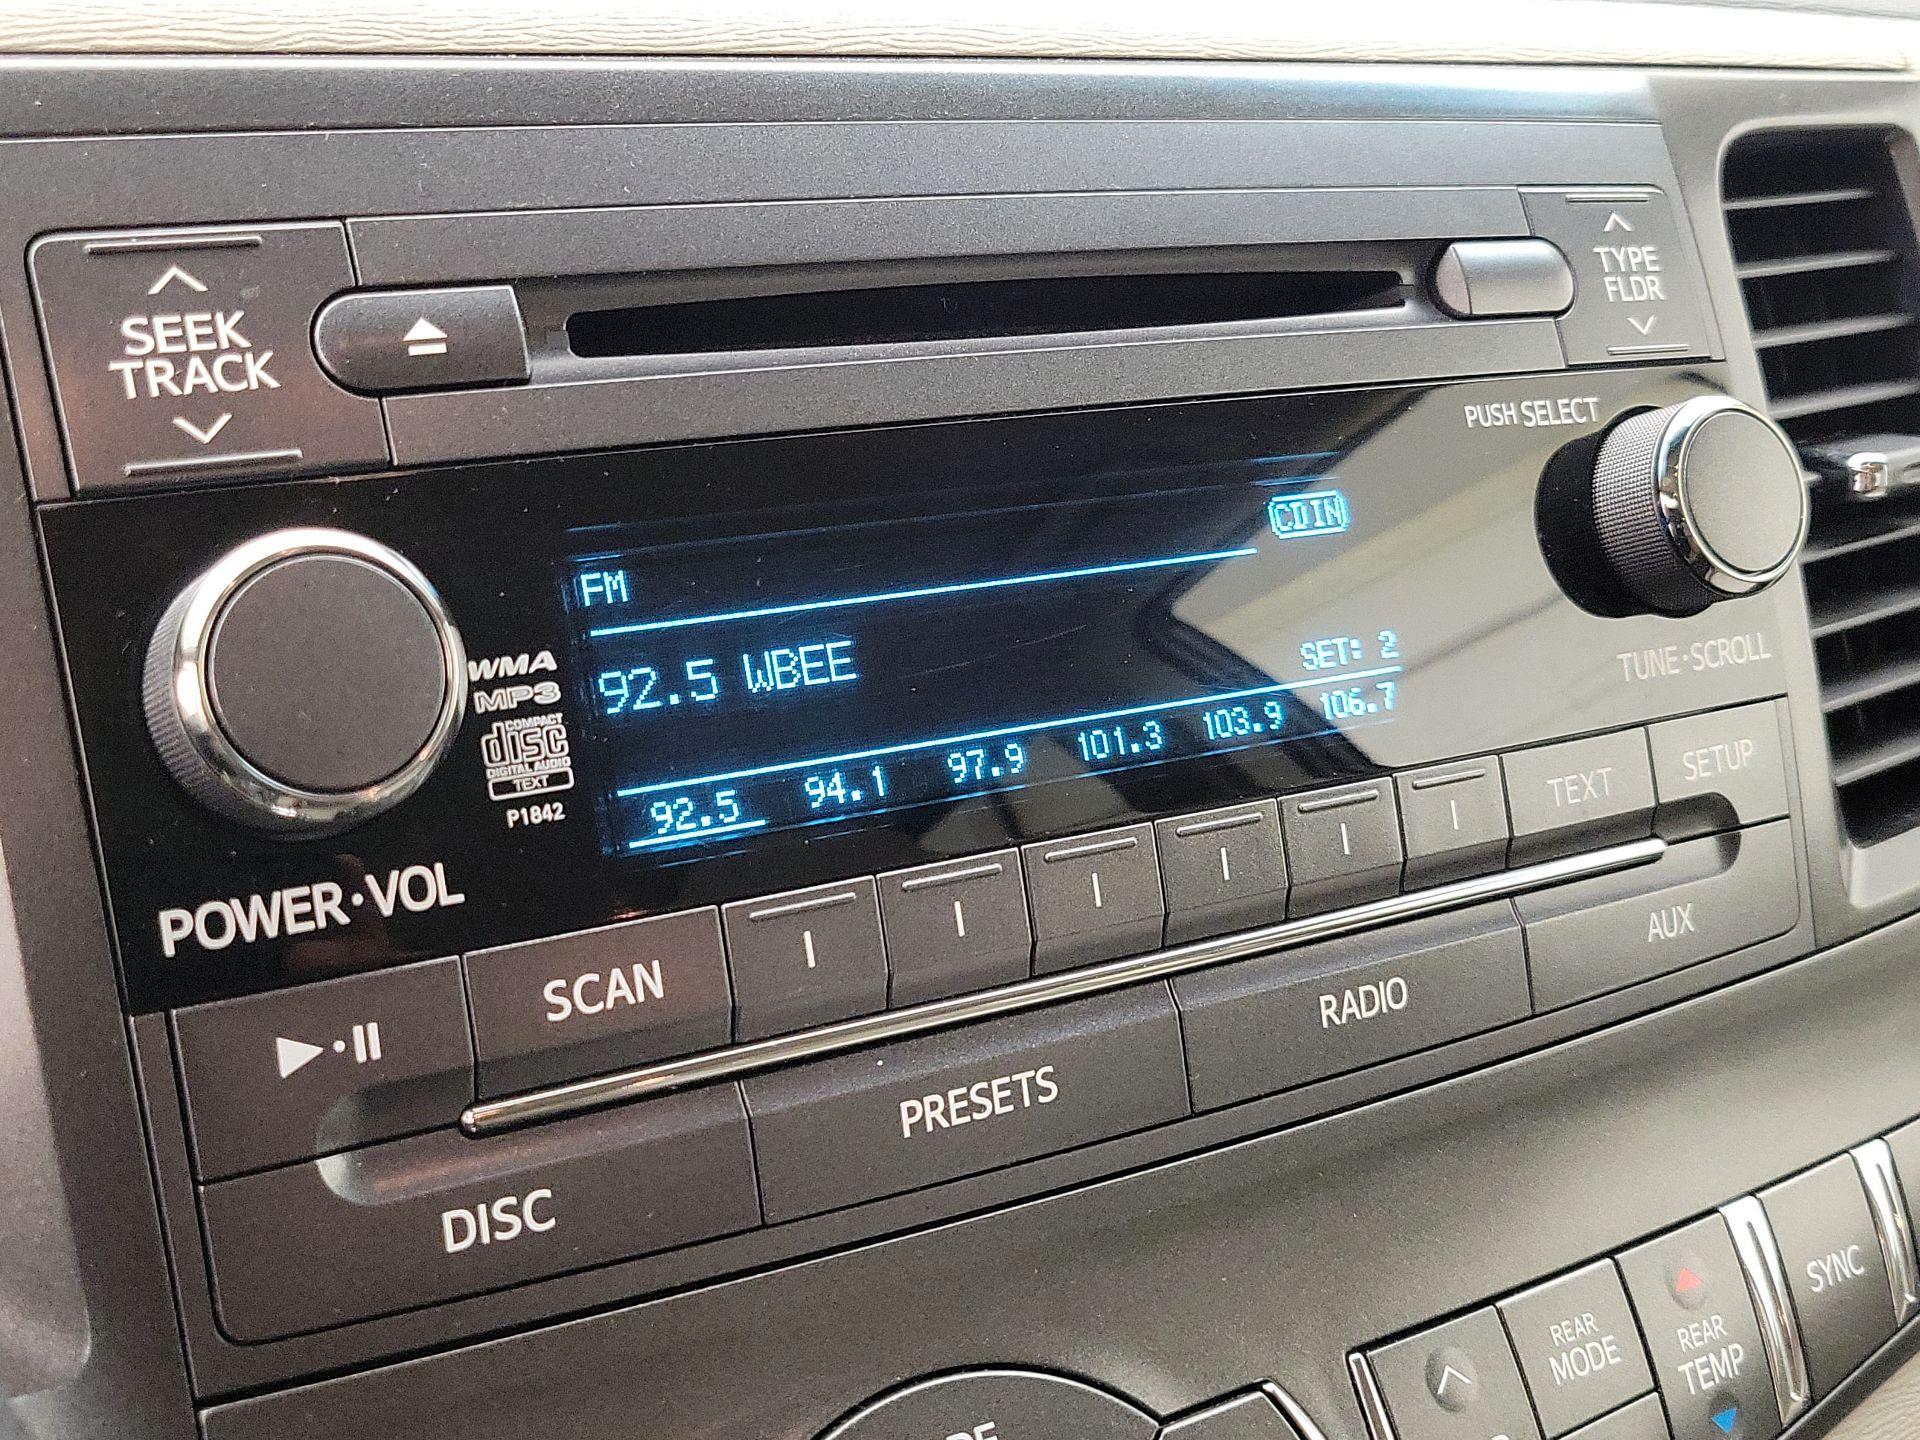 SEEK
TRACK
TYPE
FLDR
PUSH SELECT
CD IN
FM
92.5 WBEE
SET: 2
92.5 94.1 97.9 101.3 103.9 106.7
WMA
MP3
COMPACT
disc
DIGITAL AUDIO
TEXT
P1842
TUNE·SCROLL
POWER·VOL
SCAN
TEXT
SETUP
DISC
PRESETS
RADIO
AUX
REAR
MODE
REAR
TEMP
SYNC